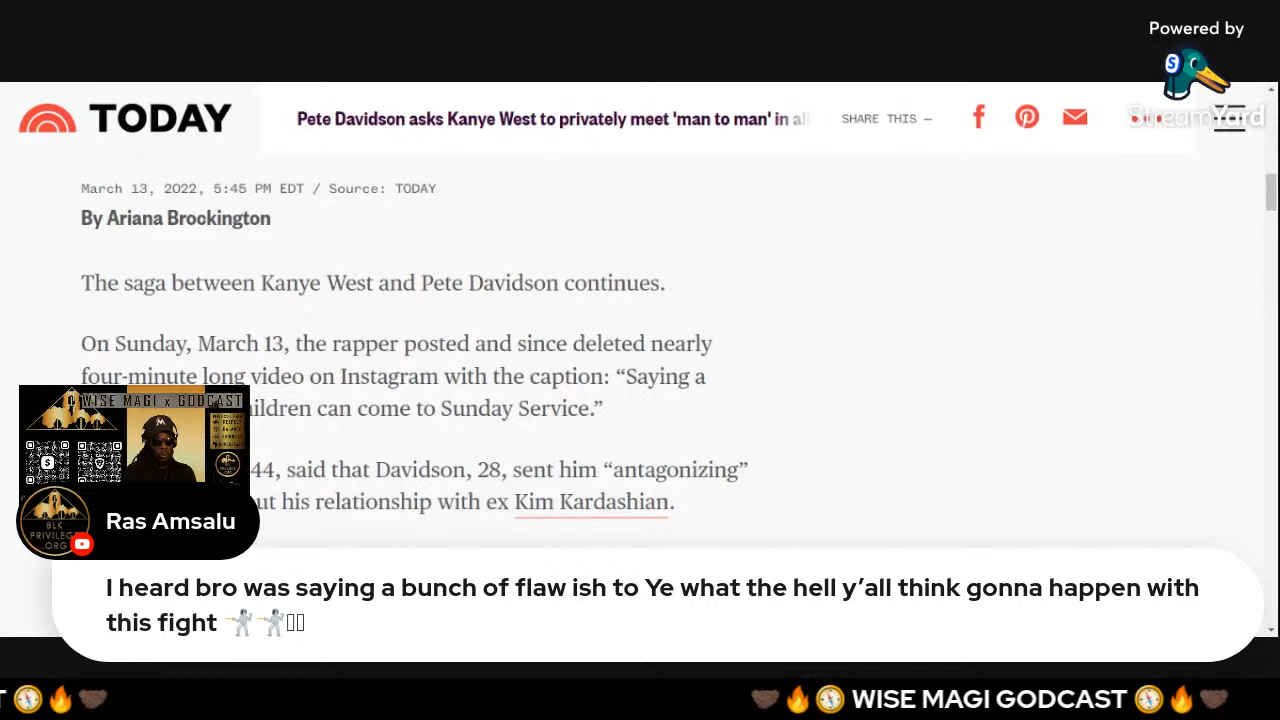 Powered by
StreamYard
TODAY
Pete Davidson asks Kanye West to privately meet 'man to man' in al
SHARE THIS —
March 13, 2022, 5:45 PM EDT / Source: TODAY
By Ariana Brockington
The saga between Kanye West and Pete Davidson continues.
On Sunday, March 13, the rapper posted and since deleted nearly
four-minute long video on Instagram with the caption: “Saying a
ildren can come to Sunday Service.”
44, said that Davidson, 28, sent him “antagonizing”
ut his relationship with ex Kim Kardashian.
WISE MAGI x GODCAST
BLK
PRIVILEGE
.ORG
Ras Amsalu
I heard bro was saying a bunch of flaw ish to Ye what the hell y’all think gonna happen with
this fight 🤺🤺
T 🧭🔥🤝🏿 🤝🏿🔥🧭 WISE MAGI GODCAST 🧭🔥🤝🏿